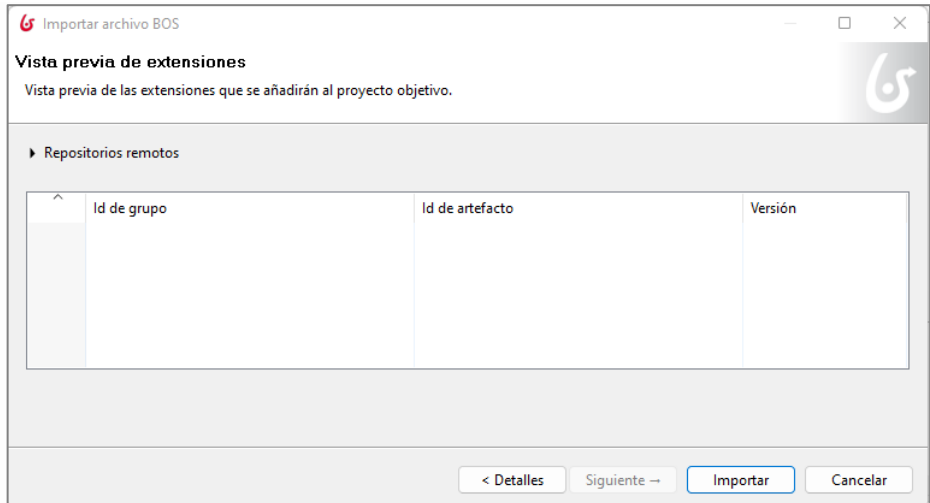 Importar archivo BOS
Vista previa de extensiones
Vista previa de las extensiones que se añadirán al proyecto objetivo.
Repositorios remotos
Id de grupo Id de artefacto Versión
< Detalles Siguiente → Importar Cancelar